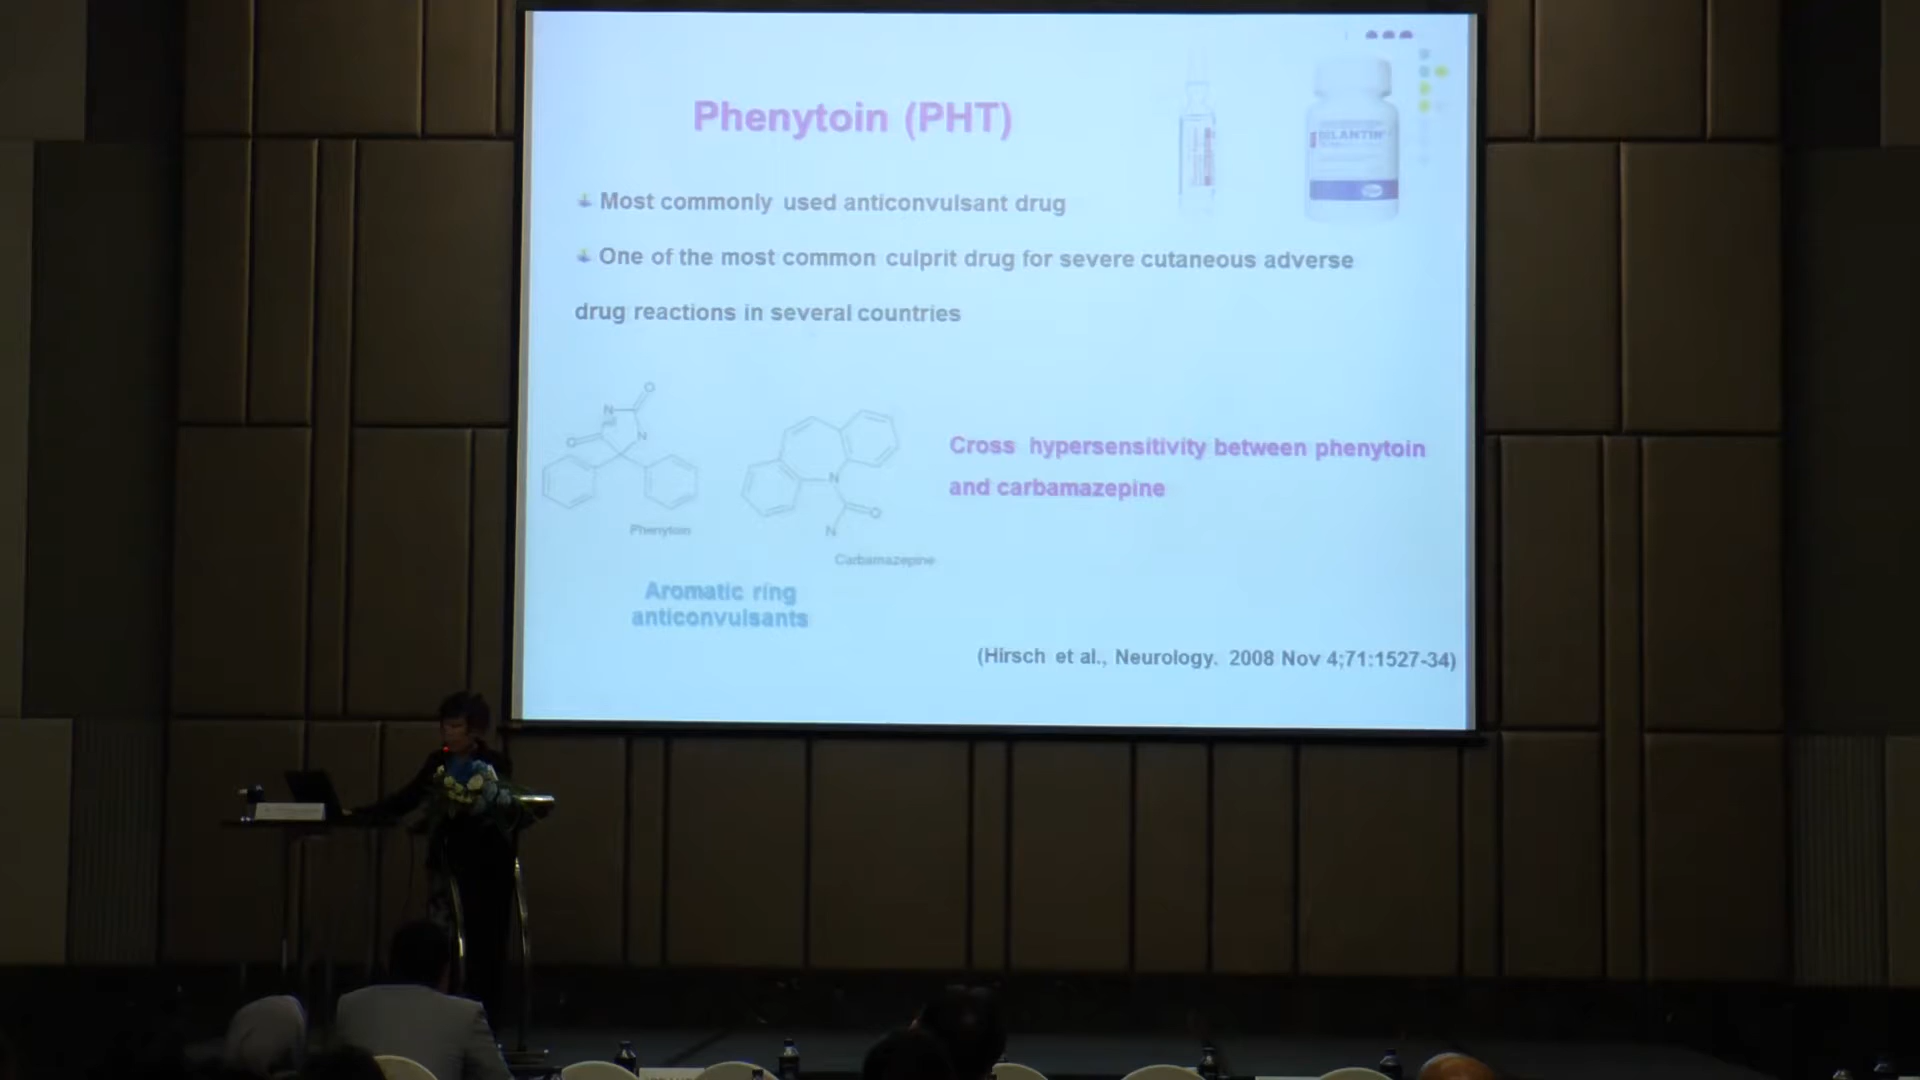 Phenytoin (PHT)
DILANTIN
Most commonly used anticonvulsant drug
One of the most common culprit drug for severe cutaneous adverse
drug reactions in several countries
O
N
N
O
Phenytoin
N
O
N
Carbamazepine
Cross hypersensitivity between phenytoin
and carbamazepine
Aromatic ring
anticonvulsants
(Hirsch et al., Neurology. 2008 Nov 4;71:1527-34)